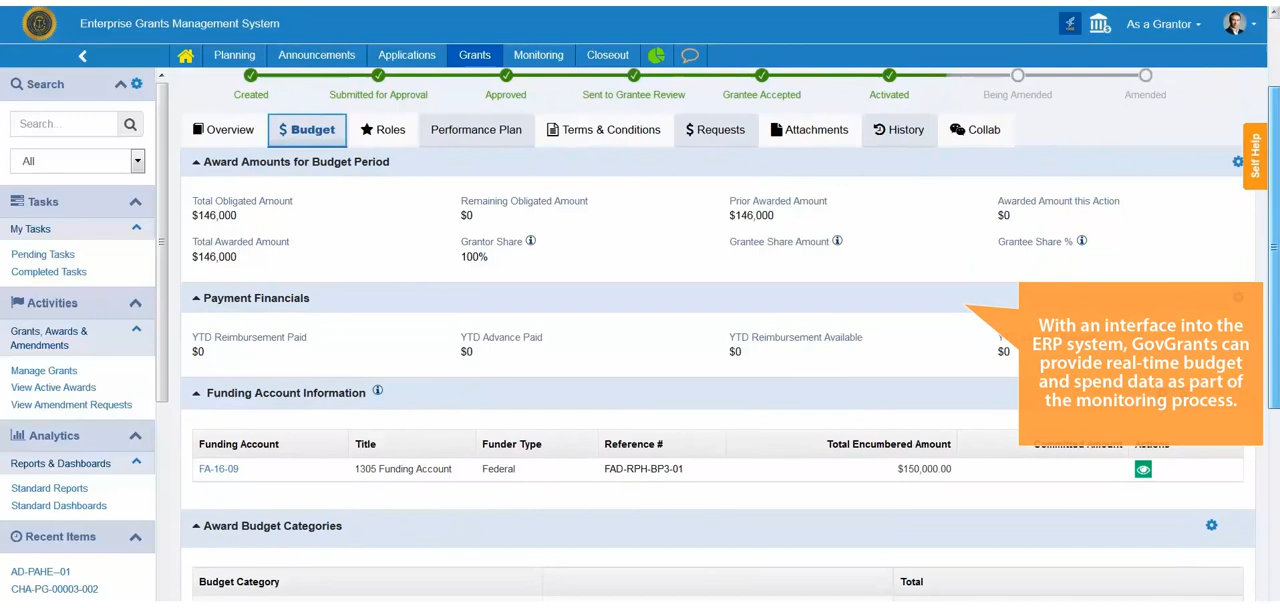 Enterprise Grants Management System
As a Grantor
Planning Announcements Applications Grants Monitoring Closeout
Search
Search...
All
Tasks
My Tasks
Pending Tasks
Completed Tasks
Activities
Grants, Awards &
Amendments
Manage Grants
View Active Awards
View Amendment Requests
Analytics
Reports & Dashboards
Standard Reports
Standard Dashboards
Recent Items
AD-PAHE--01
CHA-PG-00003-002
Created Submitted for Approval Approved Sent to Grantee Review Grantee Accepted Activated Being Amended Amended
Overview $ Budget Roles Performance Plan Terms & Conditions $ Requests Attachments History Collab
Self Help
Award Amounts for Budget Period
Total Obligated Amount Remaining Obligated Amount Prior Awarded Amount Awarded Amount this Action
$146,000 $0 $146,000 $0
Total Awarded Amount Grantor Share Grantee Share Amount Grantee Share %
$146,000 100%
Payment Financials
YTD Reimbursement Paid YTD Advance Paid YTD Reimbursement Available
$0 $0 $0 $0
With an interface into the
ERP system, GovGrants can
provide real-time budget
and spend data as part of
the monitoring process.
Funding Account Information
Funding Account Title Funder Type Reference # Total Encumbered Amount Committed Amount Actions
FA-16-09 1305 Funding Account Federal FAD-RPH-BP3-01 $150,000.00
Award Budget Categories
Budget Category Total